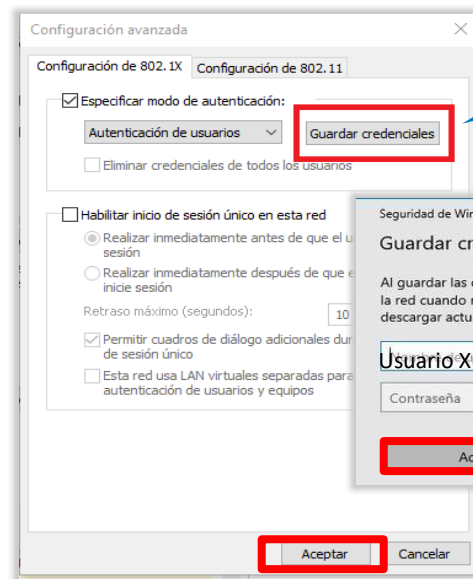 Configuración avanzada
Configuración de 802.1X Configuración de 802.11
Especificar modo de autenticación:
Autenticación de usuarios Guardar credenciales
Eliminar credenciales de todos los usuarios
Habilitar inicio de sesión único en esta red
Realizar inmediatamente antes de que el u
sesión
Realizar inmediatamente después de que e
inicie sesión
Retraso máximo (segundos): 10
Permitir cuadros de diálogo adicionales dur
de sesión único
Esta red usa LAN virtuales separadas para
autenticación de usuarios y equipos
Seguridad de Win
Guardar cr
Al guardar las c
la red cuando n
descargar actu
Usuario X
Contraseña
Ac
Aceptar Cancelar